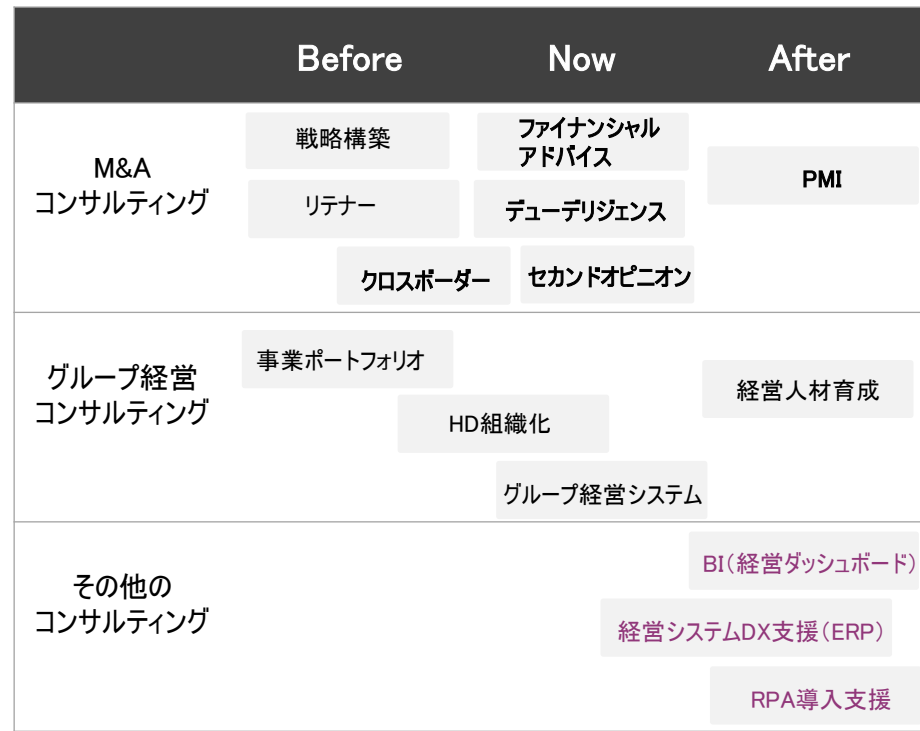 Before
Now
After
M&A
コンサルティング
戦略構築
ファイナンシャル
アドバイス
PMI
リテナー
デューデリジェンス
クロスボーダー
セカンドオピニオン
グループ経営
コンサルティング
事業ポートフォリオ
経営人材育成
HD組織化
グループ経営システム
その他の
コンサルティング
BI（経営ダッシュボード）
経営システムDX支援（ERP）
RPA導入支援